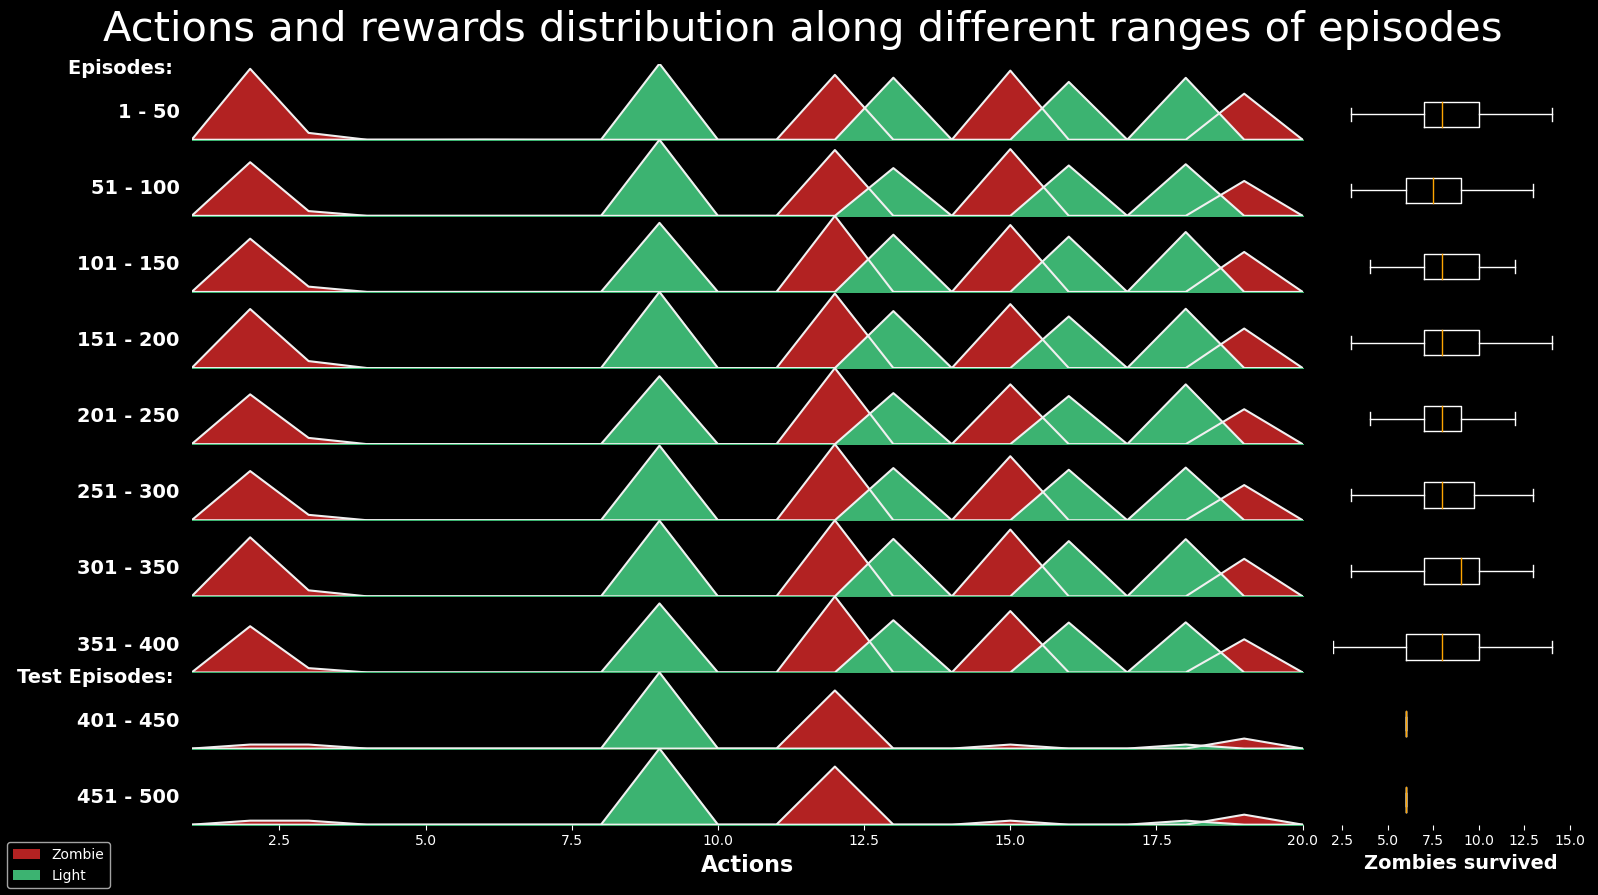 Actions and rewards distribution along different ranges of episodes
Episodes:
1 - 50
51 - 100
101 - 150
151 - 200
201 - 250
251 - 300
301 - 350
351 - 400
Test Episodes:
401 - 450
451 - 500
2.5 5.0 7.5 10.0 12.5 15.0 17.5 20.0
2.5 5.0 7.5 10.0 12.5 15.0
Actions
Zombies survived
Zombie
Light